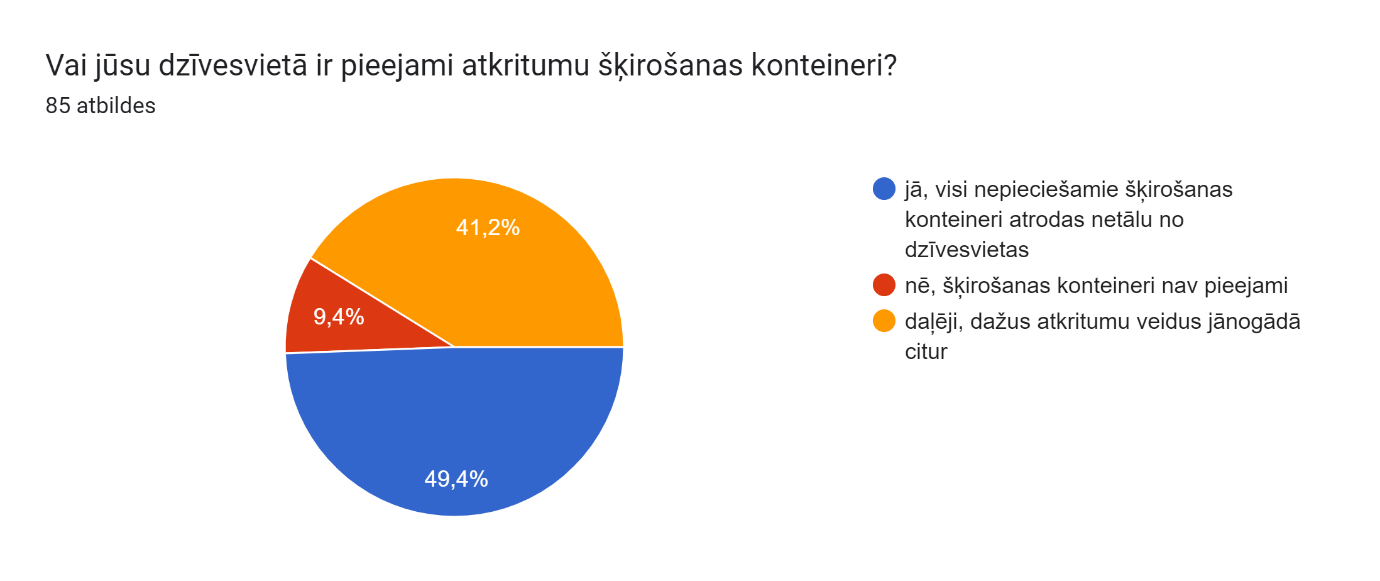 Vai jūsu dzīvesvietā ir pieejami atkritumu šķirošanas konteineri?
85 atbildes
41,2%
9,4%
49,4%
jā, visi nepieciešamie šķirošanas
konteineri atrodas netālu no
dzīvesvietas
nē, šķirošanas konteineri nav pieejami
daļēji, dažus atkritumu veidus jānogādā
citur